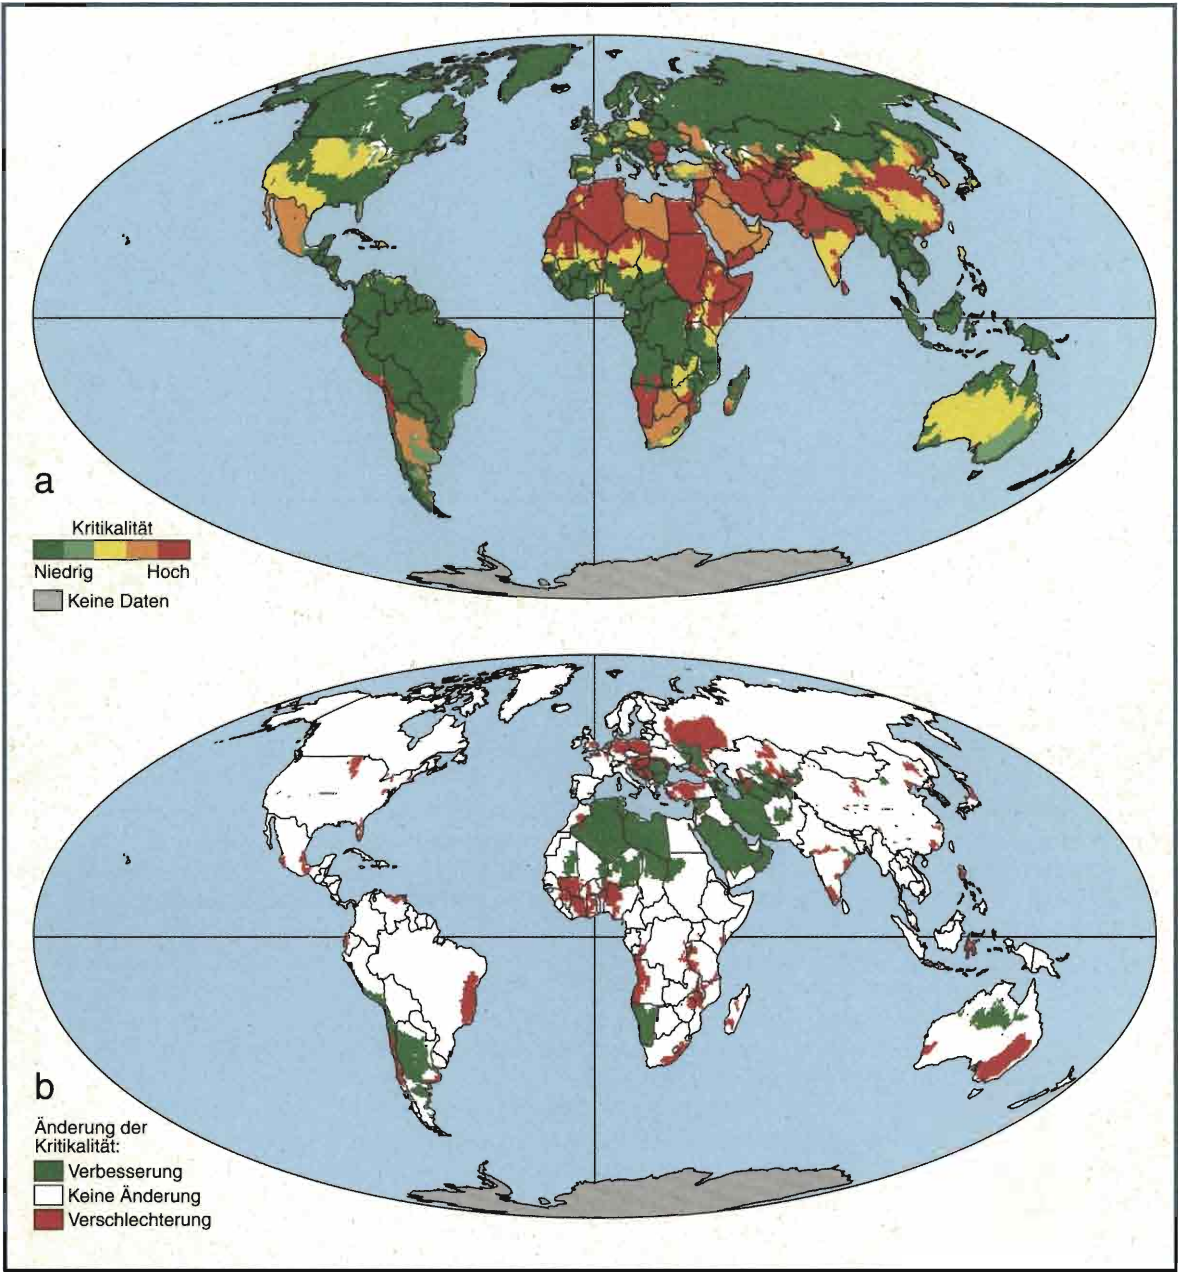 a
Kritikalität
Niedrig Hoch
Keine Daten
b
Änderung der
Kritikalität:
Verbesserung
Keine Änderung
Verschlechterung